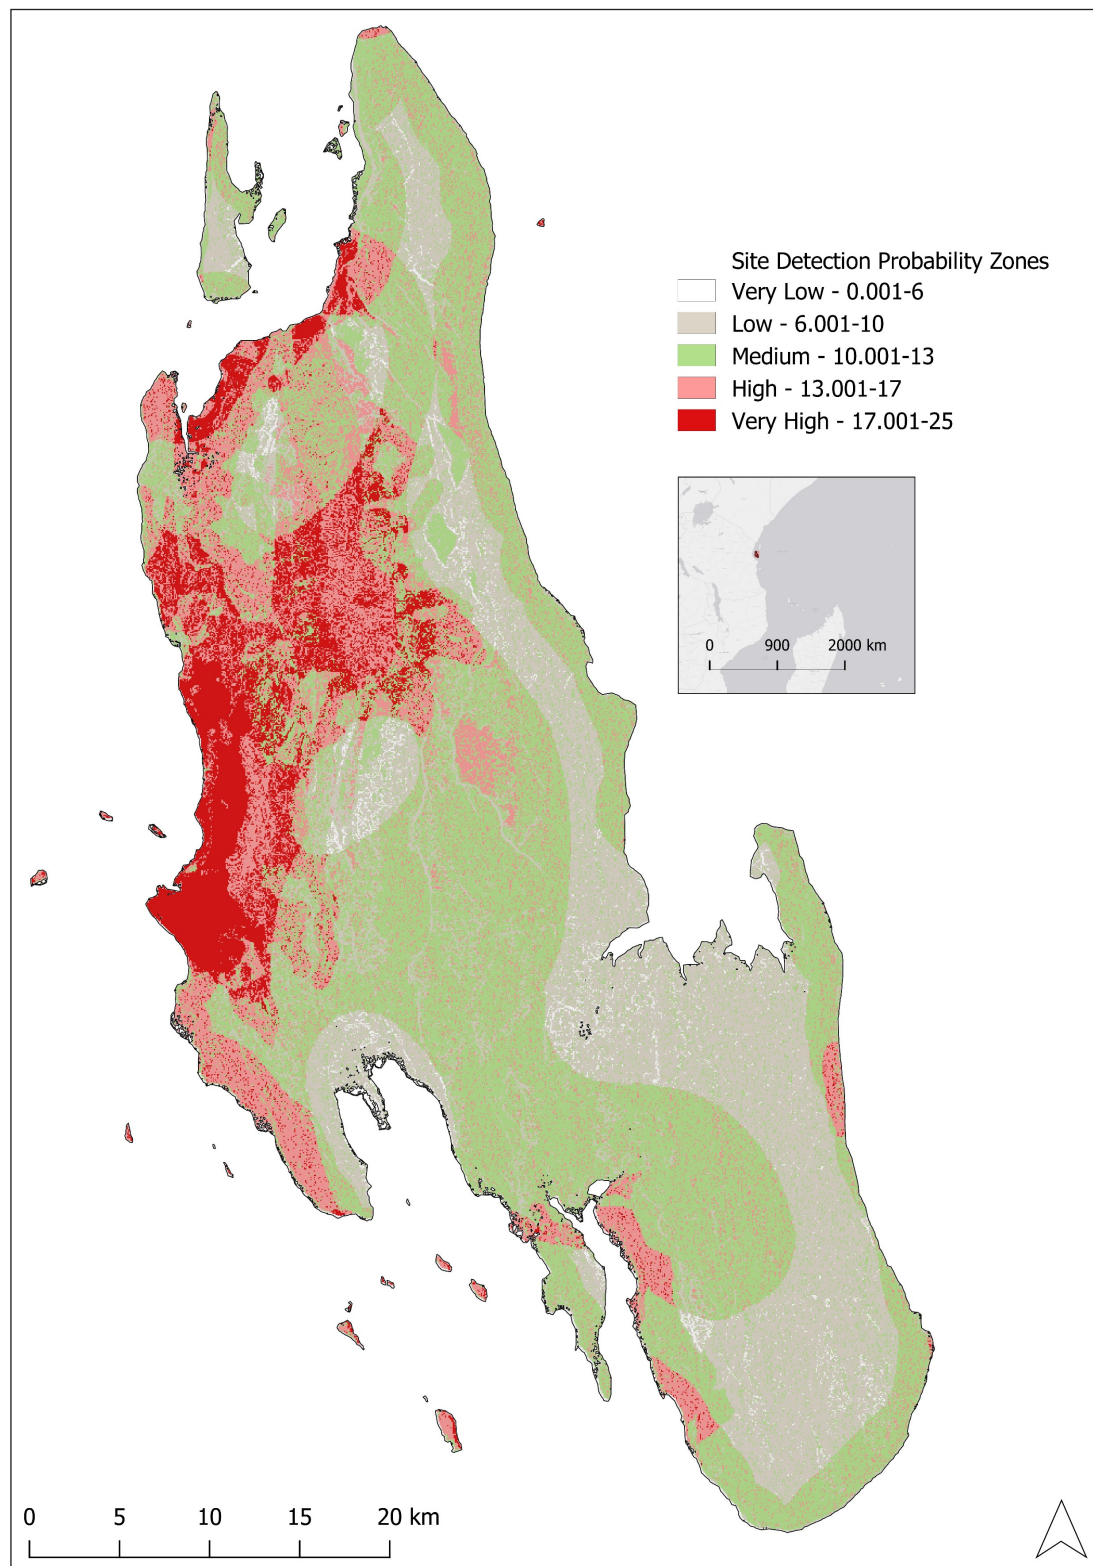 Site Detection Probability Zones
Very Low - 0.001-6
Low - 6.001-10
Medium - 10.001-13
High - 13.001-17
Very High - 17.001-25
0 900 2000 km
0 5 10 15 20 km